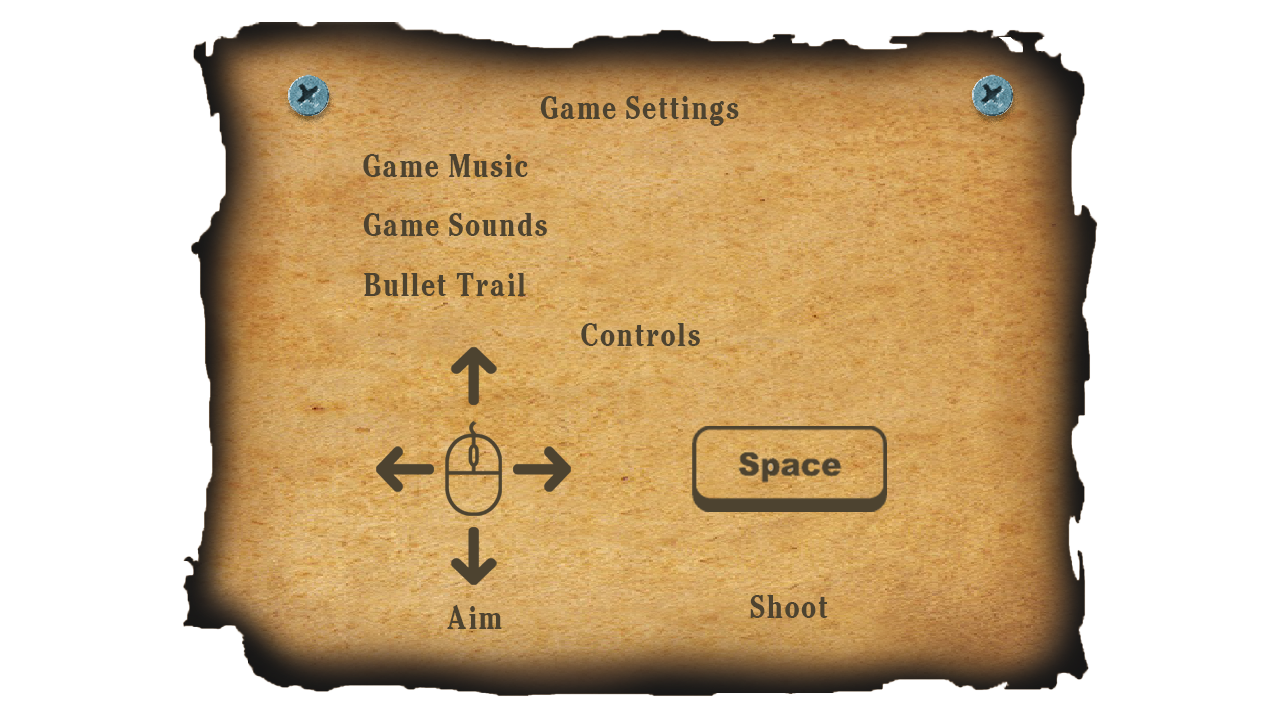 Game Settings
Game Music
Game Sounds
Bullet Trail
Controls
Space
Aim
Shoot